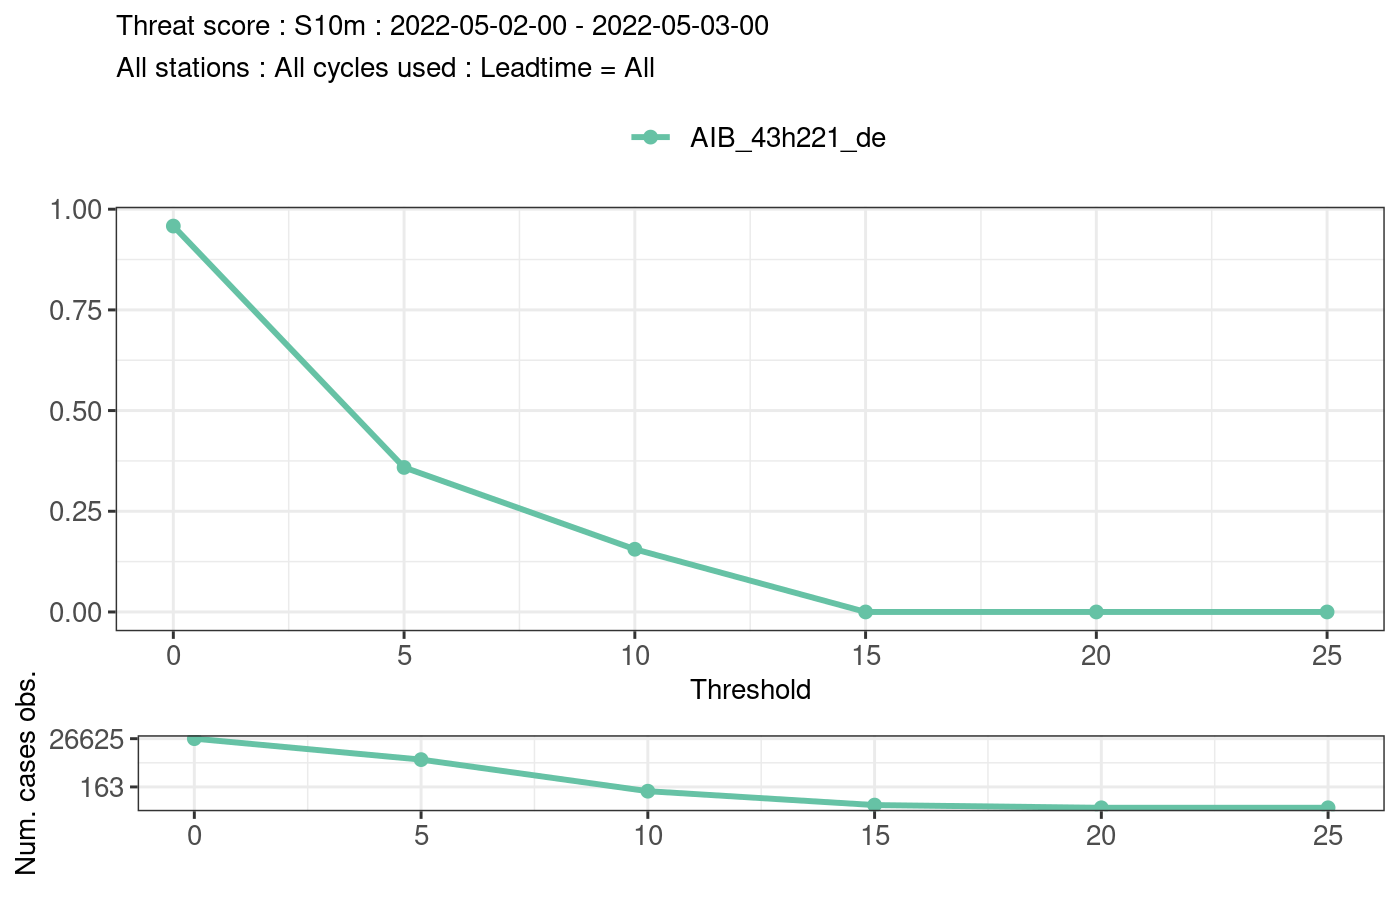 Threat score : S10m : 2022-05-02-00 - 2022-05-03-00
All stations : All cycles used : Leadtime = All
AIB_43h221_de
1.00
0.75
0.50
0.25
0.00
0 5 10 15 20 25
Threshold
Num. cases obs.
26625
163
0 5 10 15 20 25